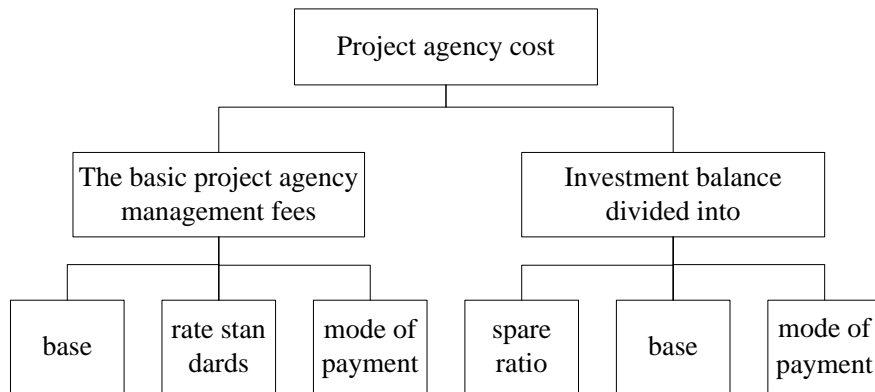 Project agency cost
The basic project agency
management fees
Investment balance
divided into
base
rate stan
dards
mode of
payment
spare
ratio
base
mode of
payment